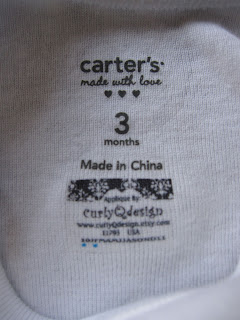 carter's
made with love
3
months
Made in China
Applique By
CurlyQdesign
www.curlyQdesign.etsy.com
USA